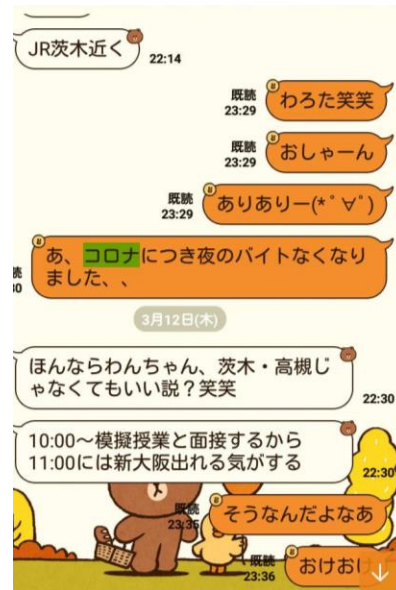 JR茨木近く
22:14
既読
23:29
わろた笑笑
既読
23:29
おしゃーん
既読
23:29
ありありー(*ﾟ∀ﾟ)
あ、コロナにつき夜のバイトなくなり
ました、、
読
30
3月12日(木)
ほんならわんちゃん、茨木・高槻じ
ゃなくてもいい説？笑笑
22:30
10:00〜模擬授業と面接するから
11:00には新大阪出れる気がする
22:30
既読
23:35
そうなんだよなあ
既読
23:36
おけおけ